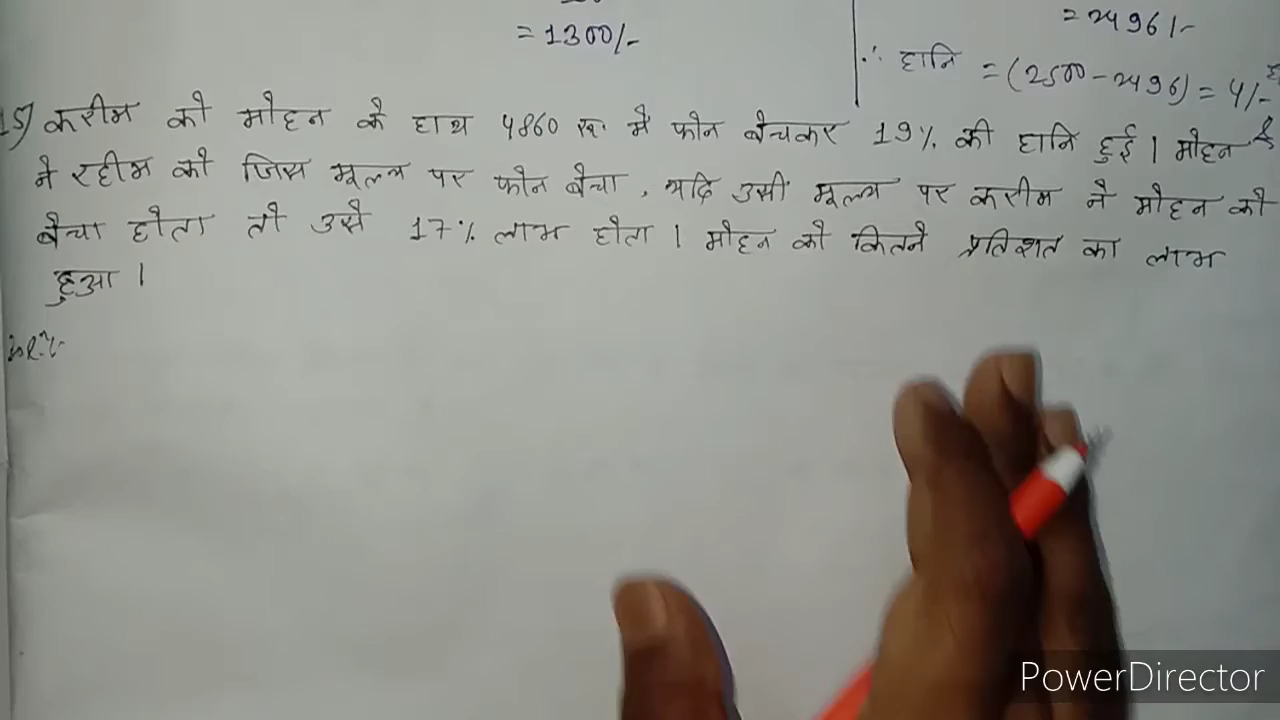 = 1300/-
= 2496/-
∴ हानि = (2500 - 2496) = 4/-
15) करीम को मोहन के हाथ 4860 रू॰ में फोन बेचकर 19% की हानि हुई । मोहन
ने रहीम को जिस मूल्य पर फोन बेचा , यदि उसी मूल्य पर करीम ने मोहन को
बेचा होता तो उसे 17% लाभ होता । मोहन को कितने प्रतिशत का लाभ
हुआ ।
PowerDirector